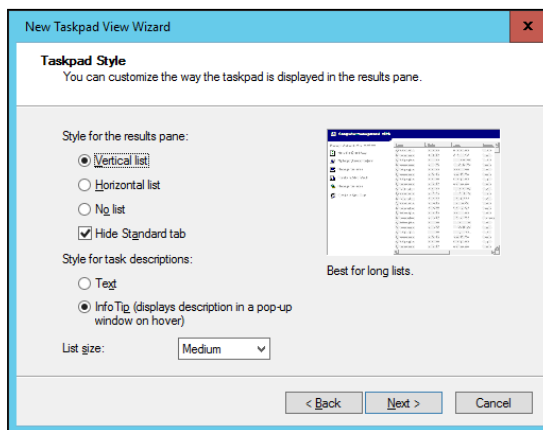 New Taskpad View Wizard
x
Taskpad Style
You can customize the way the taskpad is displayed in the results pane.
Style for the results pane:
Vertical list
Horizontal list
No list
Hide Standard tab
Style for task descriptions:
Text
InfoTip (displays description in a pop-up
window on hover)
List size:
Medium
Best for long lists.
< Back
Next >
Cancel